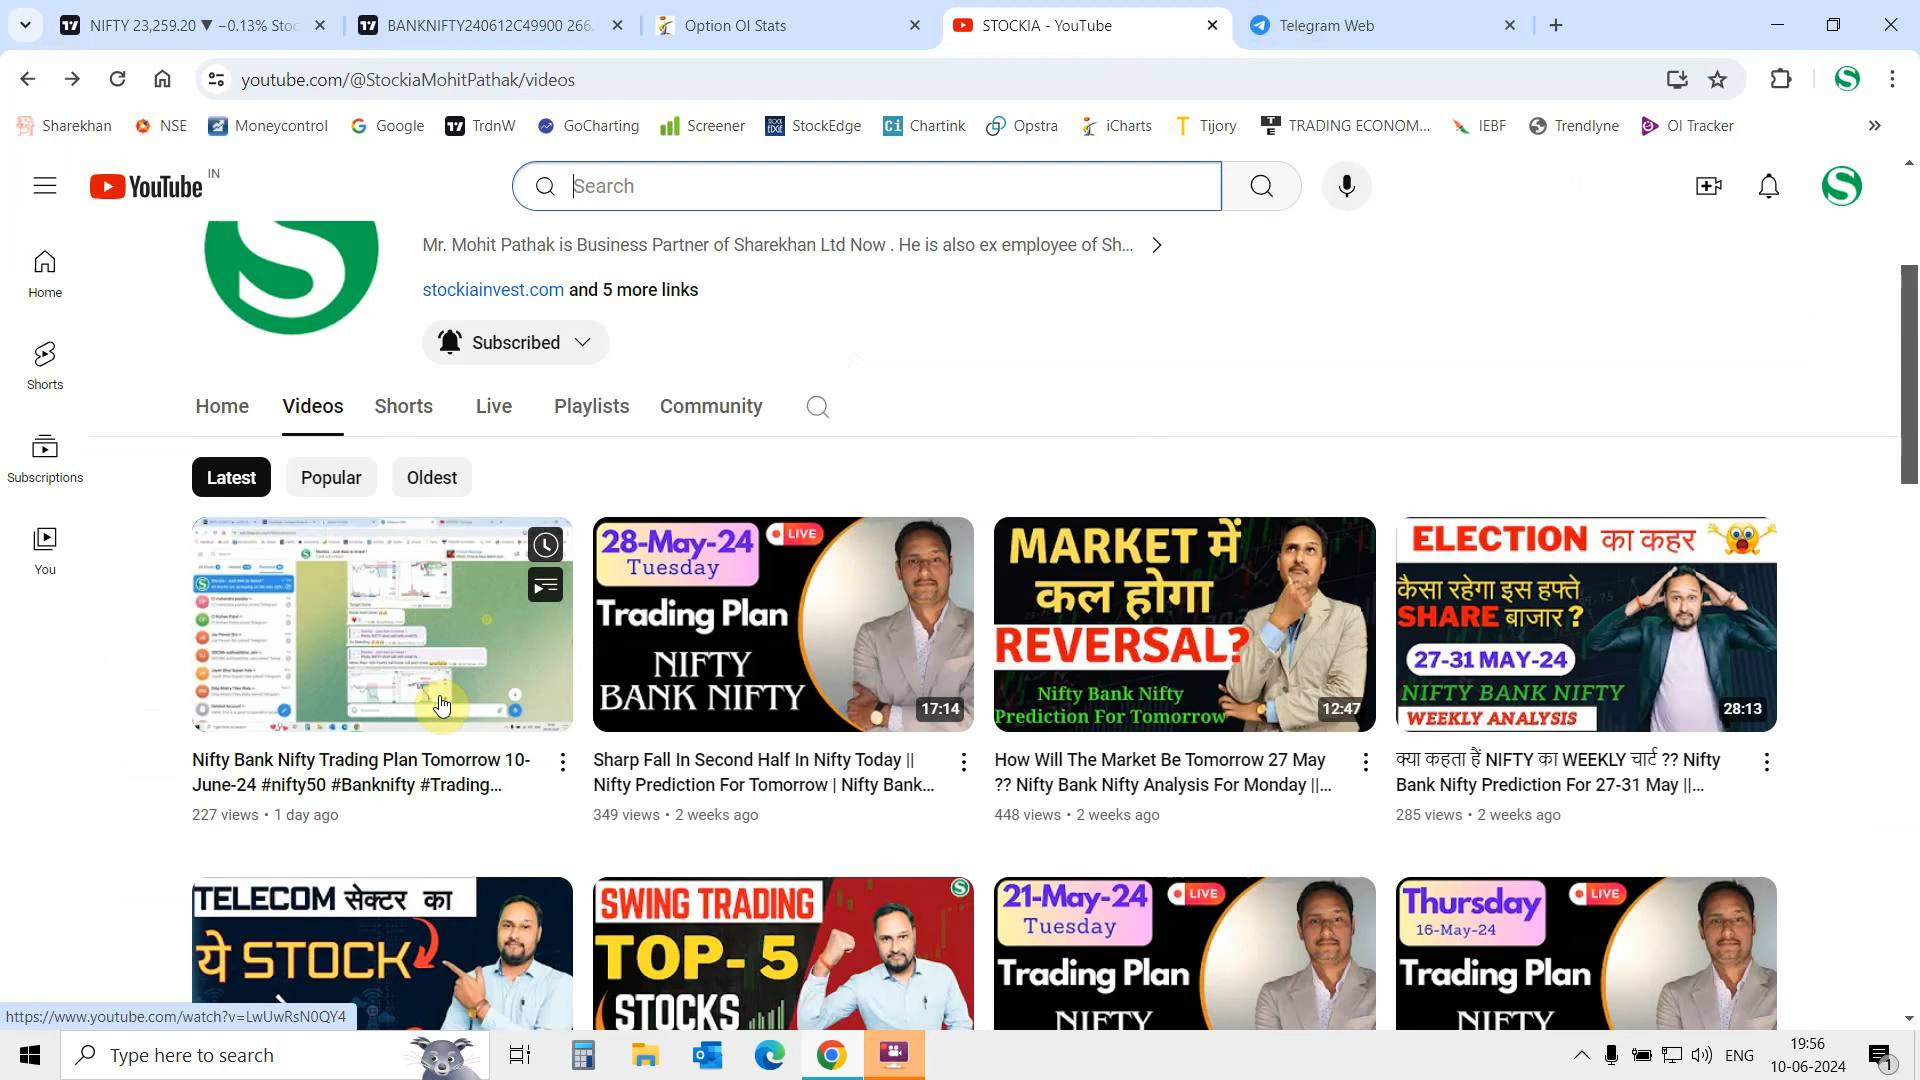 NIFTY 23,259.20 ▼ −0.13% Stoc
BANKNIFTY240612C49900 266.
Option OI Stats
STOCKIA - YouTube
Telegram Web
youtube.com/@StockiaMohitPathak/videos
Sharekhan NSE Moneycontrol Google TrdnW GoCharting Screener StockEdge Chartink Opstra iCharts Tijory TRADING ECONOM... IEBF Trendlyne OI Tracker
YouTube IN
Search
Mr. Mohit Pathak is Business Partner of Sharekhan Ltd Now . He is also ex employee of Sh...
stockiainvest.com and 5 more links
Subscribed
Home
Shorts
Subscriptions
You
Home Videos Shorts Live Playlists Community
Latest Popular Oldest
28-May-24
Tuesday
LIVE
Trading Plan
NIFTY
BANK NIFTY
17:14
MARKET में
कल होगा
REVERSAL?
Nifty Bank Nifty
Prediction For Tomorrow
12:47
ELECTION का कहर
कैसा रहेगा इस हफ्ते
SHARE बाजार ?
27-31 MAY-24
NIFTY BANK NIFTY
WEEKLY ANALYSIS
28:13
Nifty Bank Nifty Trading Plan Tomorrow 10-
June-24 #nifty50 #Banknifty #Trading...
227 views • 1 day ago
Sharp Fall In Second Half In Nifty Today ||
Nifty Prediction For Tomorrow | Nifty Bank...
349 views • 2 weeks ago
How Will The Market Be Tomorrow 27 May
?? Nifty Bank Nifty Analysis For Monday ||...
448 views • 2 weeks ago
क्या कहता हैं NIFTY का WEEKLY चार्ट ?? Nifty
Bank Nifty Prediction For 27-31 May ||...
285 views • 2 weeks ago
TELECOM सेक्टर का
ये STOCK
SWING TRADING
TOP- 5
STOCKS
21-May-24
Tuesday
LIVE
Trading Plan
NIFTY
Thursday
16-May-24
LIVE
Trading Plan
NIFTY
https://www.youtube.com/watch?v=LwUwRsN0QY4
Type here to search
ENG
19:56
10-06-2024
1